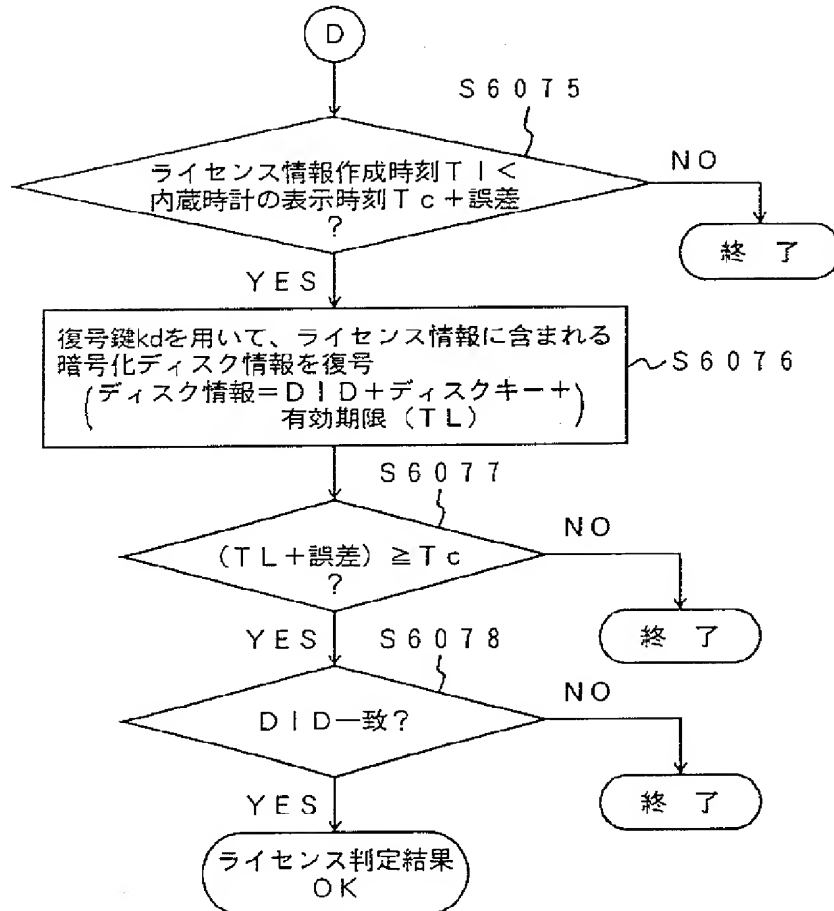 D
S6075
ライセンス情報作成時刻Tl<
内蔵時計の表示時刻Tc+誤差
?
NO
終 了
YES
復号鍵kdを用いて、ライセンス情報に含まれる
暗号化ディスク情報を復号
(ディスク情報=DID+ディスクキー+
有効期限(TL))
S6076
S6077
(TL+誤差)≧Tc
?
NO
終 了
YES
S6078
DID一致?
NO
終 了
YES
ライセンス判定結果
OK